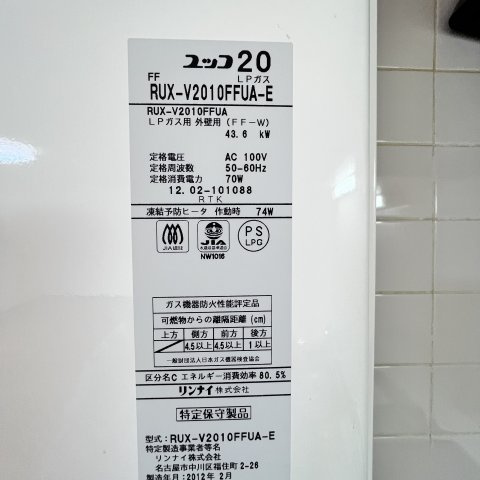 ユッコ20
FF LPガス
RUX-V2010FFUA-E
RUX-V2010FFUA
LPガス用 外壁用 (FF-W)
43.6 kW
定格電圧 AC 100V
定格周波数 50-60Hz
定格消費電力 70W
12.02-101088
RTK
凍結予防ヒータ 作動時 74W
JIA認証
JIA
NW1016
PS
LPG
ガス機器防火性能評定品
可燃物からの離隔距離 (cm)
上方 側方 前方 後方
4.5以上 4.5以上 1以上
一般財団法人日本ガス機器検査協会
区分名C エネルギー消費効率 80.5%
リンナイ株式会社
特定保守製品
型式: RUX-V2010FFUA-E
特定製造事業者等名
リンナイ株式会社
名古屋市中川区福住町2-26
製造年月:2012年 2月